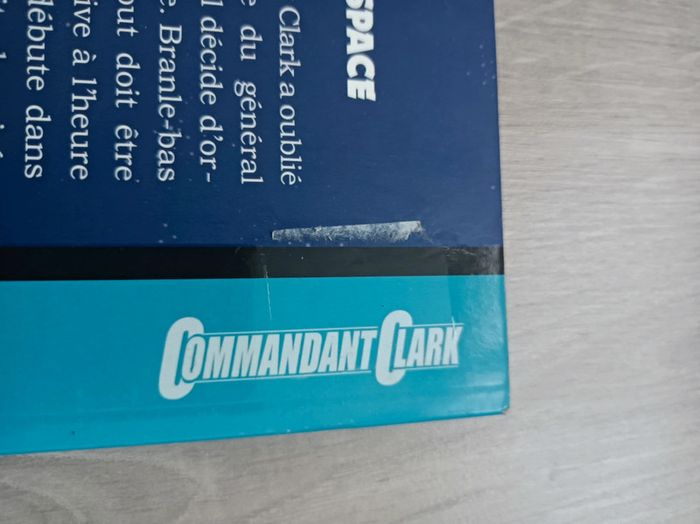 SPACE
Clark a oublié
e du général
l décide d'or-
e. Branle-bas
out doit être
ive à l'heure
débute dans
COMMANDANT CLARK